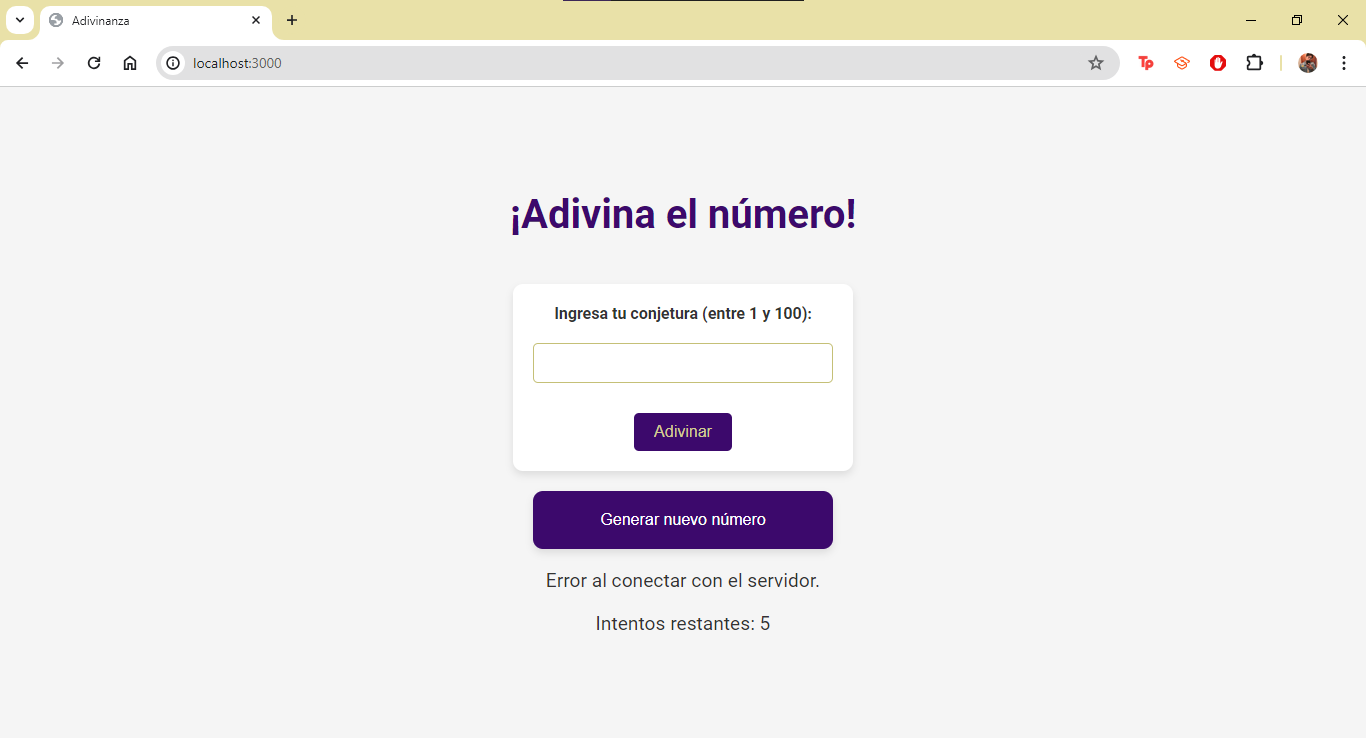 Adivinanza
localhost:3000
Tp
¡Adivina el número!
Ingresa tu conjetura (entre 1 y 100):
Adivinar
Generar nuevo número
Error al conectar con el servidor.
Intentos restantes: 5